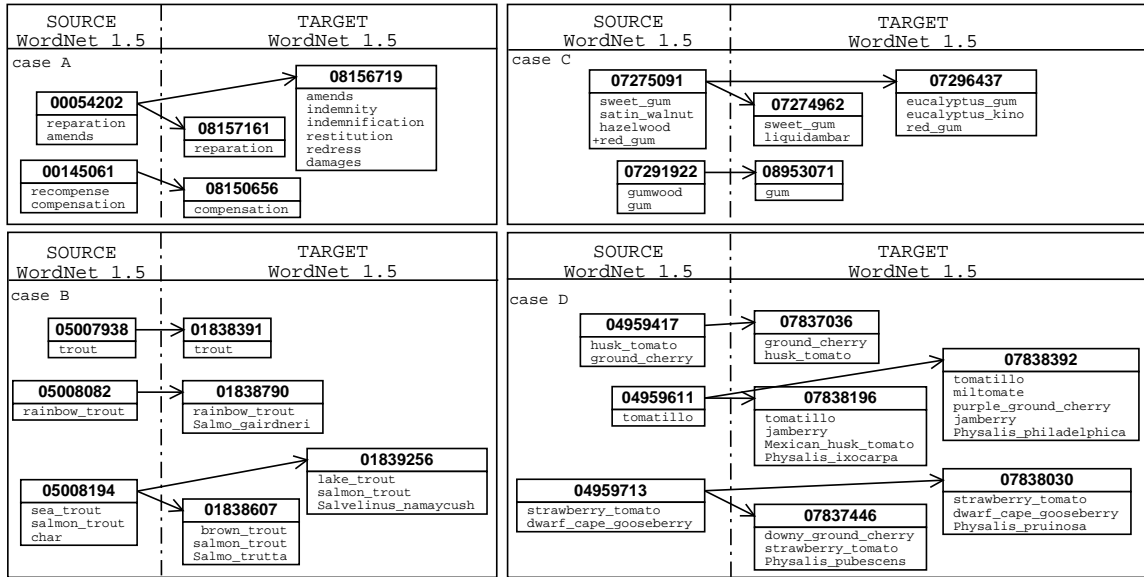 SOURCE TARGET
WordNet 1.5 WordNet 1.5
case A
00054202
reparation
amends
08156719
amends
indemnity
indemnification
restitution
redress
damages
08157161
reparation
00145061
recompense
compensation
08150656
compensation
SOURCE TARGET
WordNet 1.5 WordNet 1.5
case C
07275091
sweet_gum
satin_walnut
hazelwood
+red_gum
07274962
sweet_gum
liquidambar
07296437
eucalyptus_gum
eucalyptus_kino
red_gum
07291922
gumwood
gum
08953071
gum
SOURCE TARGET
WordNet 1.5 WordNet 1.5
case B
05007938
trout
01838391
trout
05008082
rainbow_trout
01838790
rainbow_trout
Salmo_gairdneri
05008194
sea_trout
salmon_trout
char
01838607
brown_trout
salmon_trout
Salmo_trutta
01839256
lake_trout
salmon_trout
Salvelinus_namaycush
SOURCE TARGET
WordNet 1.5 WordNet 1.5
case D
04959417
husk_tomato
ground_cherry
07837036
ground_cherry
husk_tomato
04959611
tomatillo
07838196
tomatillo
jamberry
Mexican_husk_tomato
Physalis_ixocarpa
07838392
tomatillo
miltomate
purple_ground_cherry
jamberry
Physalis_philadelphica
04959713
strawberry_tomato
dwarf_cape_gooseberry
07837446
downy_ground_cherry
strawberry_tomato
Physalis_pubescens
07838030
strawberry_tomato
dwarf_cape_gooseberry
Physalis_pruinosa